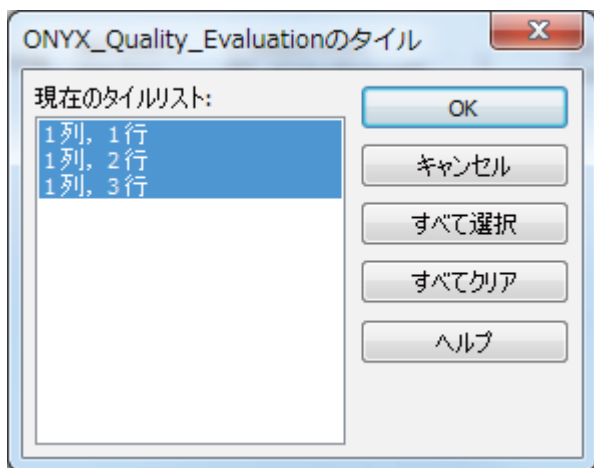 ONYX_Quality_Evaluationのタイル
現在のタイルリスト:
1列, 1行
1列, 2行
1列, 3行
OK
キャンセル
すべて選択
すべてクリア
ヘルプ